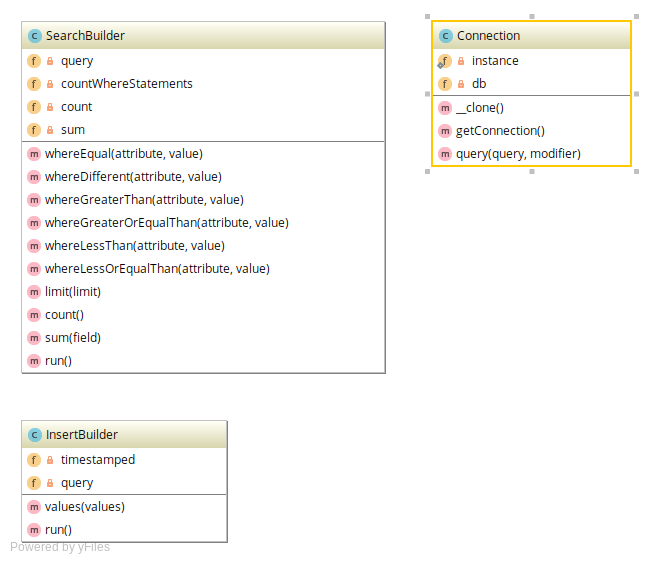 SearchBuilder
query
countWhereStatements
count
sum
whereEqual(attribute, value)
whereDifferent(attribute, value)
whereGreaterThan(attribute, value)
whereGreaterOrEqualThan(attribute, value)
whereLessThan(attribute, value)
whereLessOrEqualThan(attribute, value)
limit(limit)
count()
sum(field)
run()
Connection
instance
db
__clone()
getConnection()
query(query, modifier)
InsertBuilder
timestamped
query
values(values)
run()
Powered by yFiles